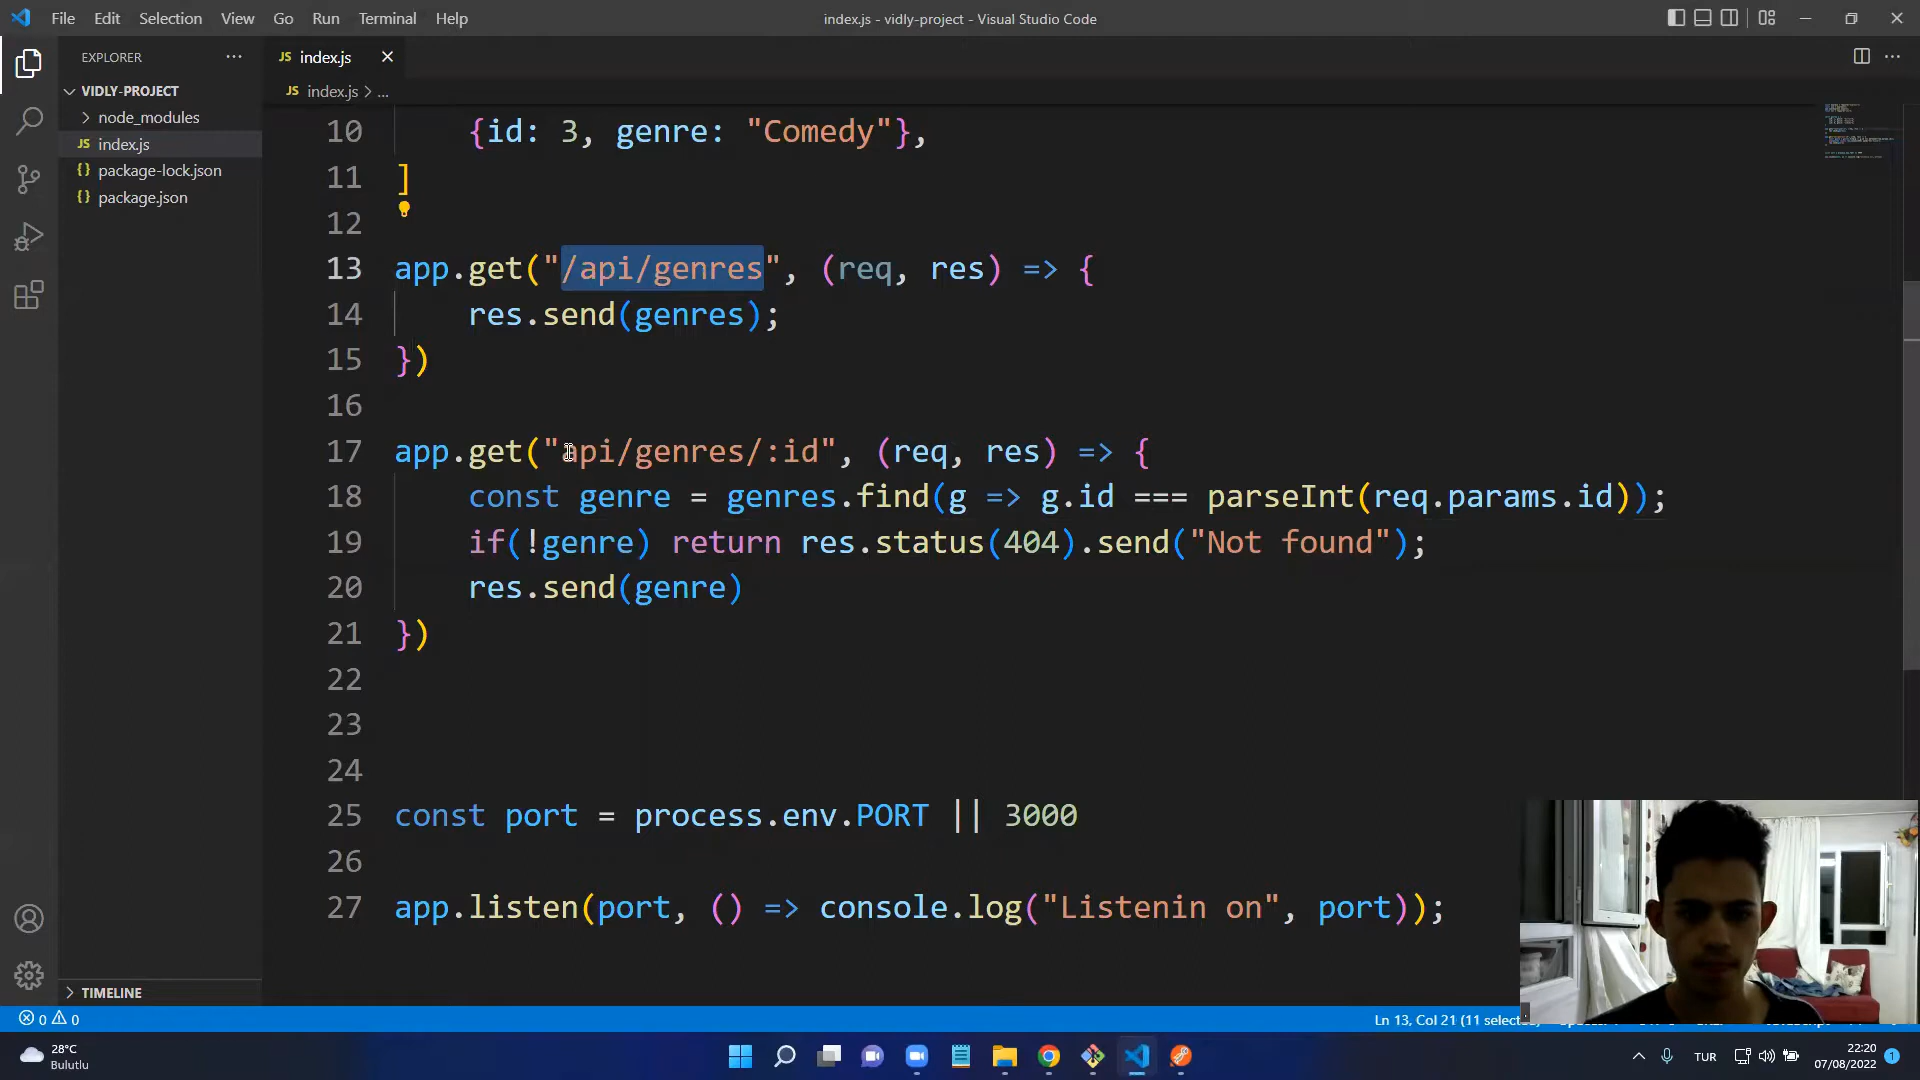 File Edit Selection View Go Run Terminal Help
index.js - vidly-project - Visual Studio Code
EXPLORER
VIDLY-PROJECT
node_modules
JS index.js
{} package-lock.json
{} package.json
TIMELINE
JS index.js
JS index.js > ...
10 {id: 3, genre: "Comedy"},
11 ]
12
13 app.get("/api/genres", (req, res) => {
14 res.send(genres);
15 })
16
17 app.get("api/genres/:id", (req, res) => {
18 const genre = genres.find(g => g.id === parseInt(req.params.id));
19 if(!genre) return res.status(404).send("Not found");
20 res.send(genre)
21 })
22
23
24
25 const port = process.env.PORT || 3000
26
27 app.listen(port, () => console.log("Listenin on", port));
0 0
Ln 13, Col 21 (11 selected)
28°C
Bulutlu
TUR
22:20
07/08/2022
1